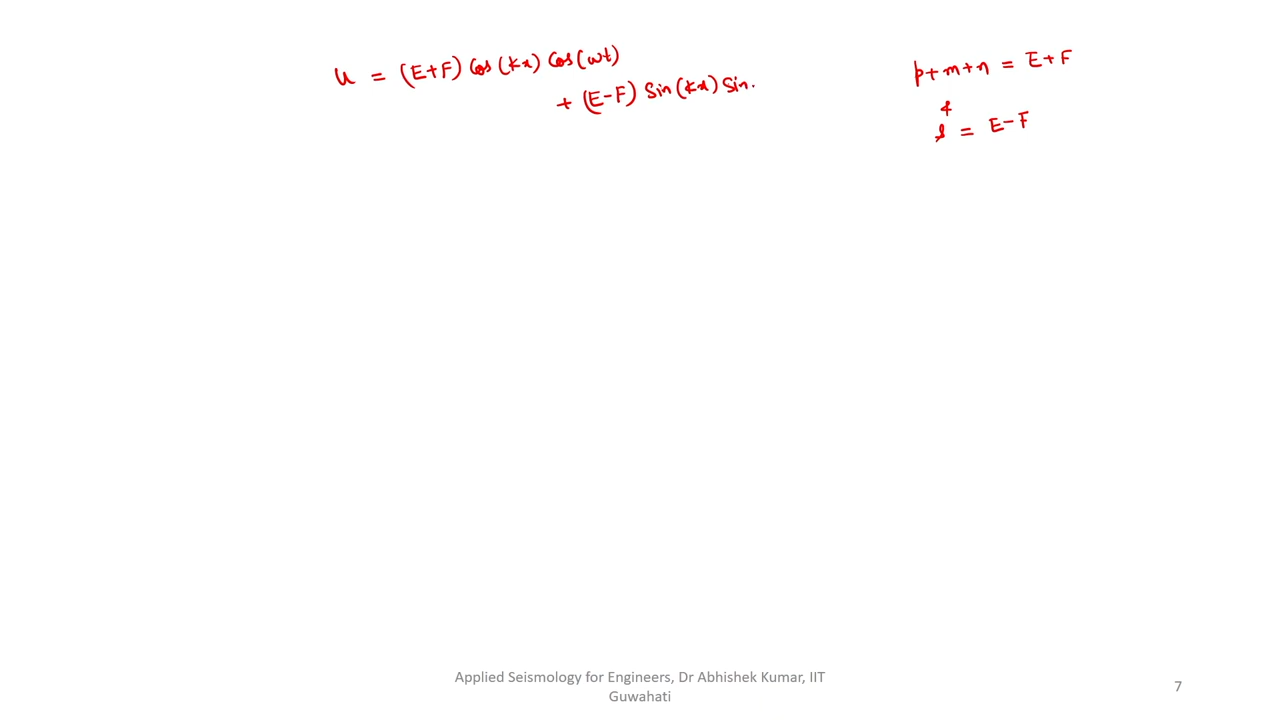 u = (E+F) Cos(kx) Cos(ωt)
+ (E-F) Sin(kx) Sin.
p+m+n = E+F
&
s = E-F
Applied Seismology for Engineers, Dr Abhishek Kumar, IIT
Guwahati
7